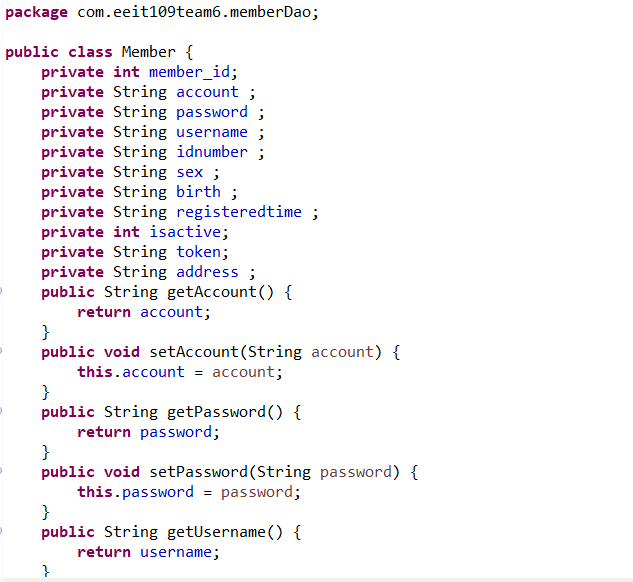 package com.eeit109team6.memberDao;
public class Member {
private int member_id;
private String account ;
private String password ;
private String username ;
private String idnumber ;
private String sex ;
private String birth ;
private String registeredtime ;
private int isactive;
private String token;
private String address ;
public String getAccount() {
return account;
}
public void setAccount(String account) {
this.account = account;
}
public String getPassword() {
return password;
}
public void setPassword(String password) {
this.password = password;
}
public String getUsername() {
return username;
}